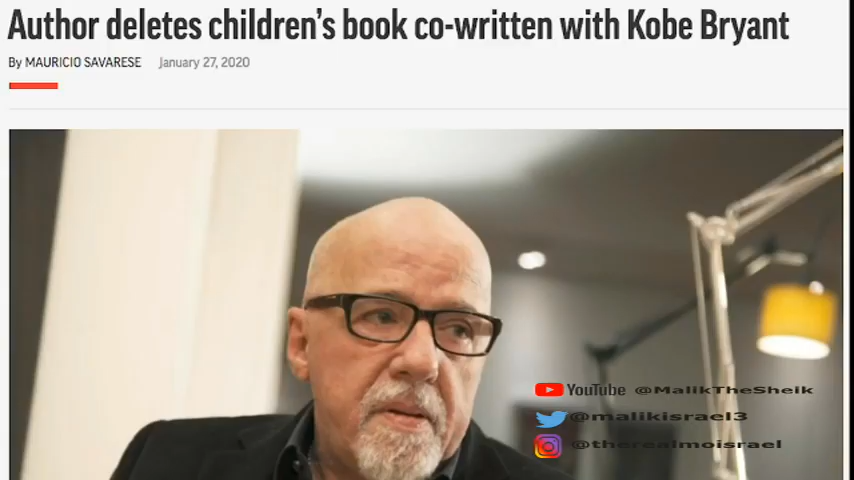 Author deletes children's book co-written with Kobe Bryant
By MAURICIO SAVARESE January 27, 2020
YouTube @MalikTheSheik
@malikisrael3
@therealmoisrael